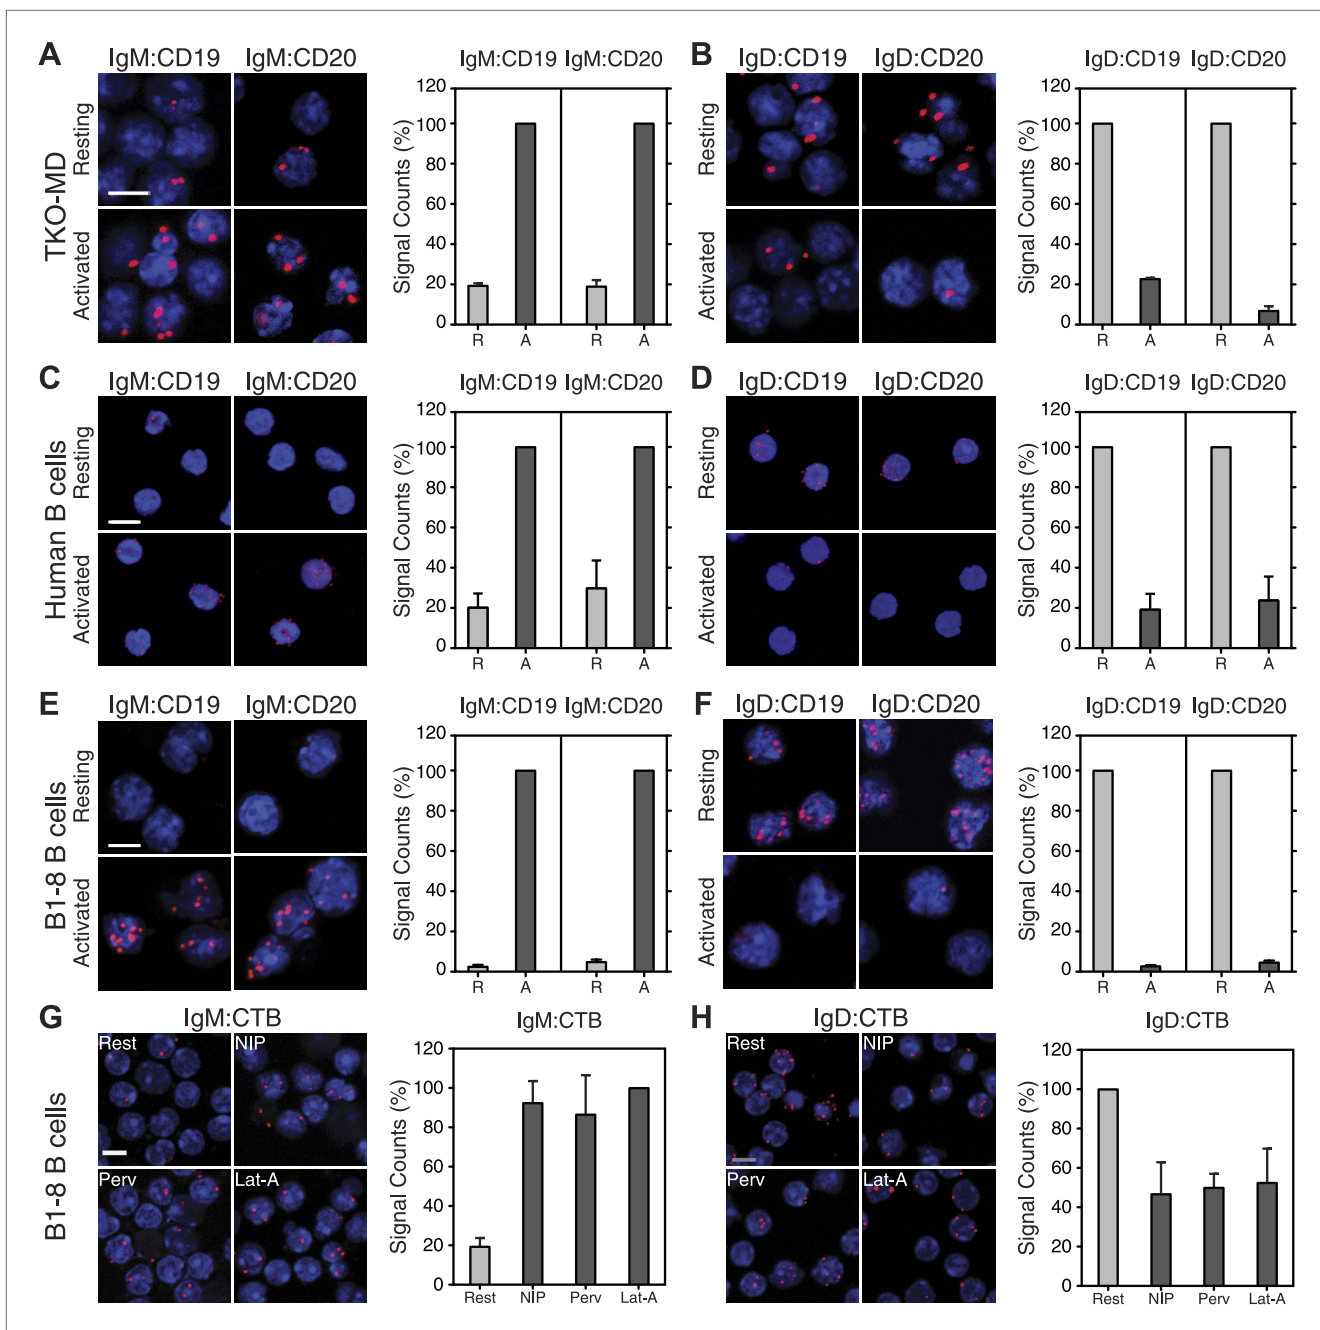 A IgM:CD19 IgM:CD20 IgM:CD19 IgM:CD20
TKO-MD
Resting
Activated
Signal Counts (%)
120
100
80
60
40
20
0
R A R A
B IgD:CD19 IgD:CD20 IgD:CD19 IgD:CD20
Resting
Activated
Signal Counts (%)
120
100
80
60
40
20
0
R A R A
C IgM:CD19 IgM:CD20 IgM:CD19 IgM:CD20
Human B cells
Resting
Activated
Signal Counts (%)
120
100
80
60
40
20
0
R A R A
D IgD:CD19 IgD:CD20 IgD:CD19 IgD:CD20
Resting
Activated
Signal Counts (%)
120
100
80
60
40
20
0
R A R A
E IgM:CD19 IgM:CD20 IgM:CD19 IgM:CD20
B1-8 B cells
Resting
Activated
Signal Counts (%)
120
100
80
60
40
20
0
R A R A
F IgD:CD19 IgD:CD20 IgD:CD19 IgD:CD20
Resting
Activated
Signal Counts (%)
120
100
80
60
40
20
0
R A R A
G IgM:CTB IgM:CTB
B1-8 B cells
Rest NIP
Perv Lat-A
Signal Counts (%)
120
100
80
60
40
20
0
Rest NIP Perv Lat-A
H IgD:CTB IgD:CTB
Rest NIP
Perv Lat-A
Signal Counts (%)
120
100
80
60
40
20
0
Rest NIP Perv Lat-A